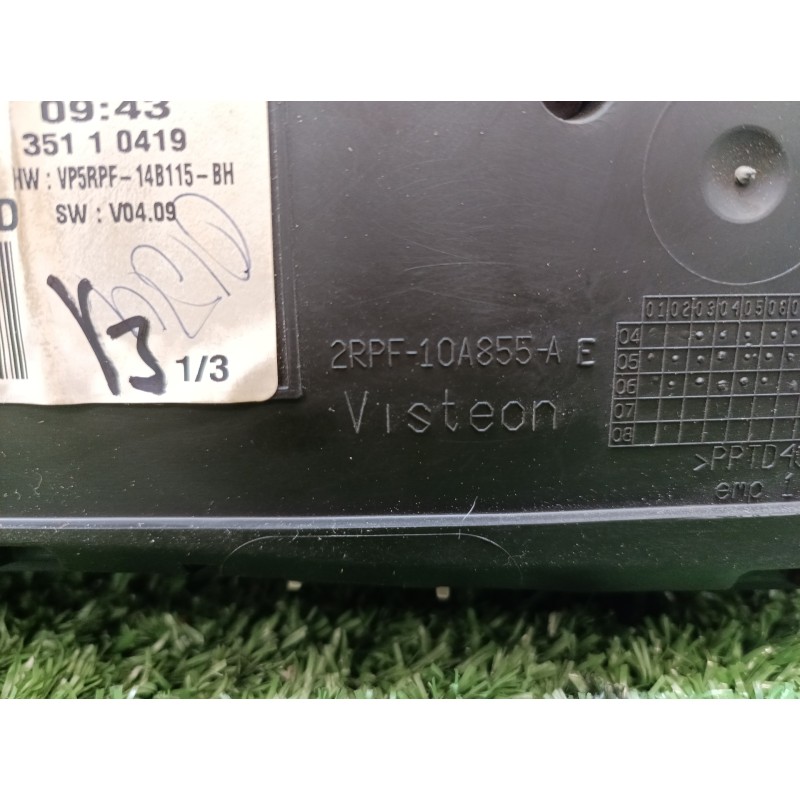 09:43
351 1 0419
HW : VP5RPF-14B115-BH
SW : V04.09
1/3
2RPF-10A855-A E
Visteon
01 02 03 04 05 06
04
05
06
07
08
>PPTD4
emp